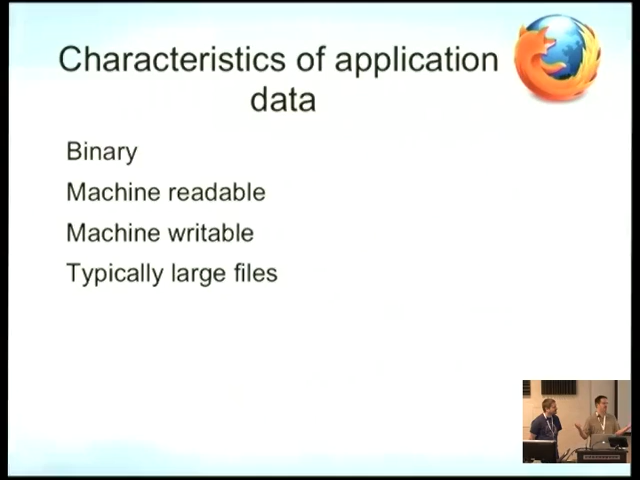 Characteristics of application
data
Binary
Machine readable
Machine writable
Typically large files